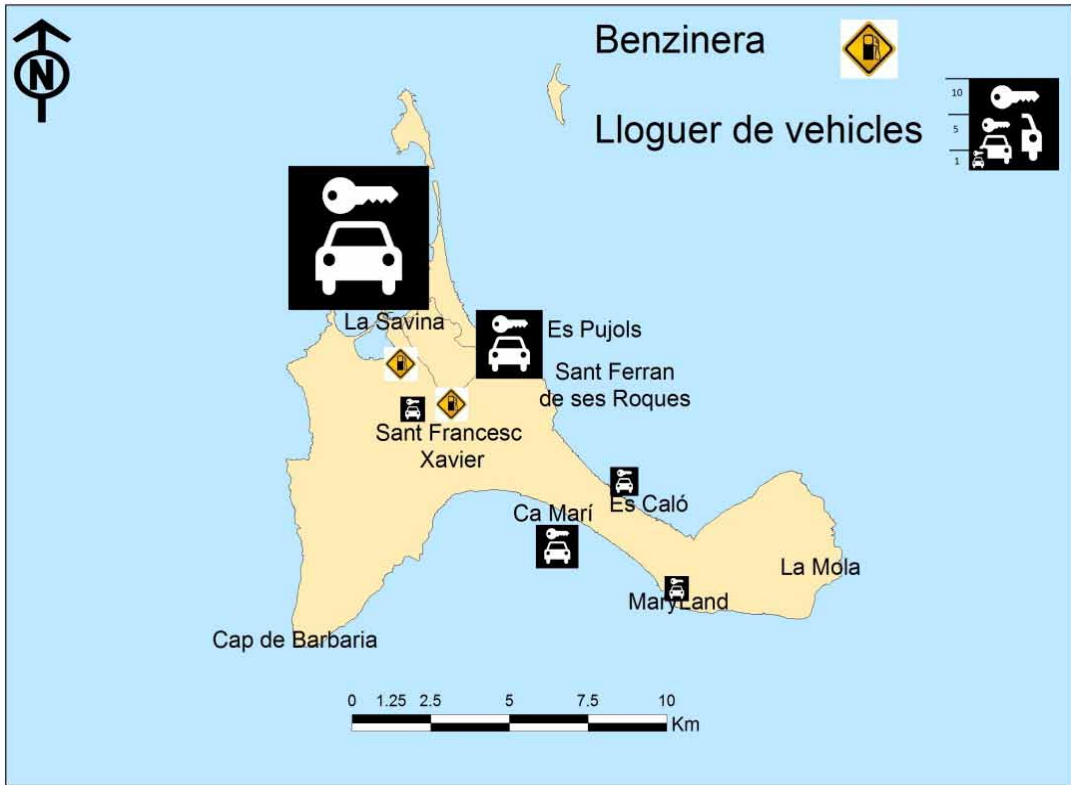 N
Benzinera
Lloguer de vehicles
10
5
1
La Savina
Es Pujols
Sant Ferran
de ses Roques
Sant Francesc
Xavier
Es Caló
Ca Marí
La Mola
MaryLand
Cap de Barbaria
0 1.25 2.5 5 7.5 10
Km